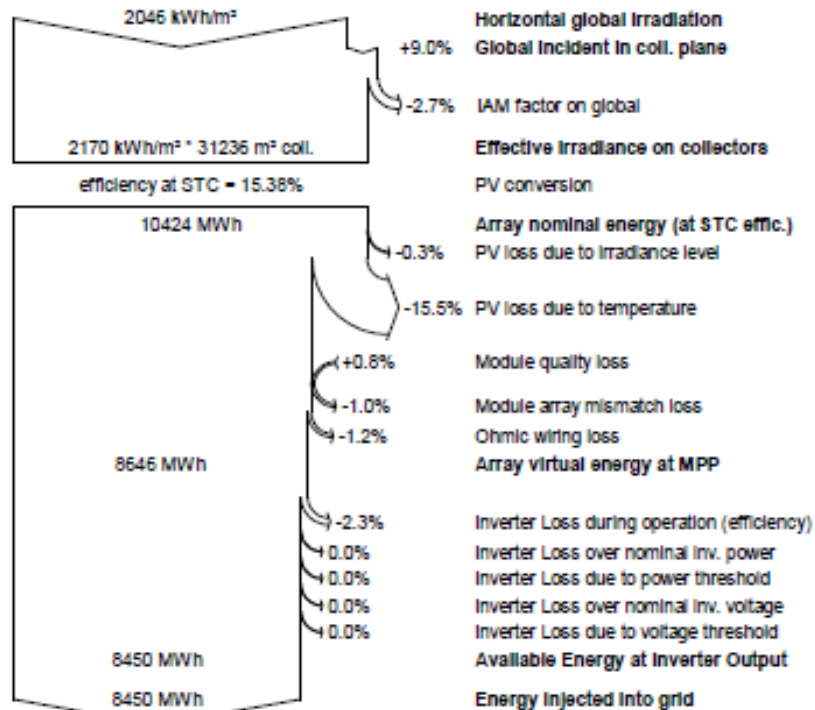 2046 kWh/m² Horizontal global irradiation
+9.0% Global incident in coll. plane
-2.7% IAM factor on global
2170 kWh/m² * 31236 m² coll. Effective irradiance on collectors
efficiency at STC = 15.38% PV conversion
10424 MWh Array nominal energy (at STC effic.)
-0.3% PV loss due to irradiance level
-15.5% PV loss due to temperature
+0.8% Module quality loss
-1.0% Module array mismatch loss
-1.2% Ohmic wiring loss
8646 MWh Array virtual energy at MPP
-2.3% Inverter Loss during operation (efficiency)
0.0% Inverter Loss over nominal inv. power
0.0% Inverter Loss due to power threshold
0.0% Inverter Loss over nominal inv. voltage
0.0% Inverter Loss due to voltage threshold
8450 MWh Available Energy at Inverter Output
8450 MWh Energy injected into grid